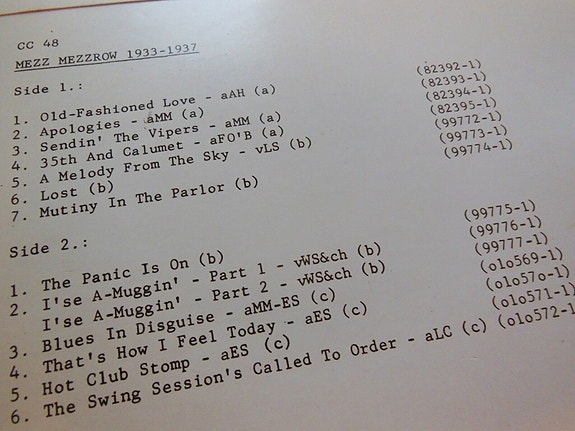 CC 48
MEZZ MEZZROW 1933-1937
Side 1.:
1. Old-Fashioned Love - aAH (a) (82392-1)
2. Apologies - aMM (a) (82393-1)
3. Sendin' The Vipers - aMM (a) (82394-1)
4. 35th And Calumet - aFO'B (a) (82395-1)
5. A Melody From The Sky - vLS (b) (99772-1)
6. Lost (b) (99773-1)
7. Mutiny In The Parlor (b) (99774-1)
Side 2.:
1. The Panic Is On (b) (99775-1)
2. I'se A-Muggin' - Part 1 - vWS&ch (b) (99776-1)
I'se A-Muggin' - Part 2 - vWS&ch (b) (99777-1)
3. Blues In Disguise - aMM-ES (c) (olo569-1)
4. That's How I Feel Today - aES (c) (olo57o-1)
5. Hot Club Stomp - aES (c) (olo571-1)
6. The Swing Session's Called To Order - aLC (c) (olo572-1